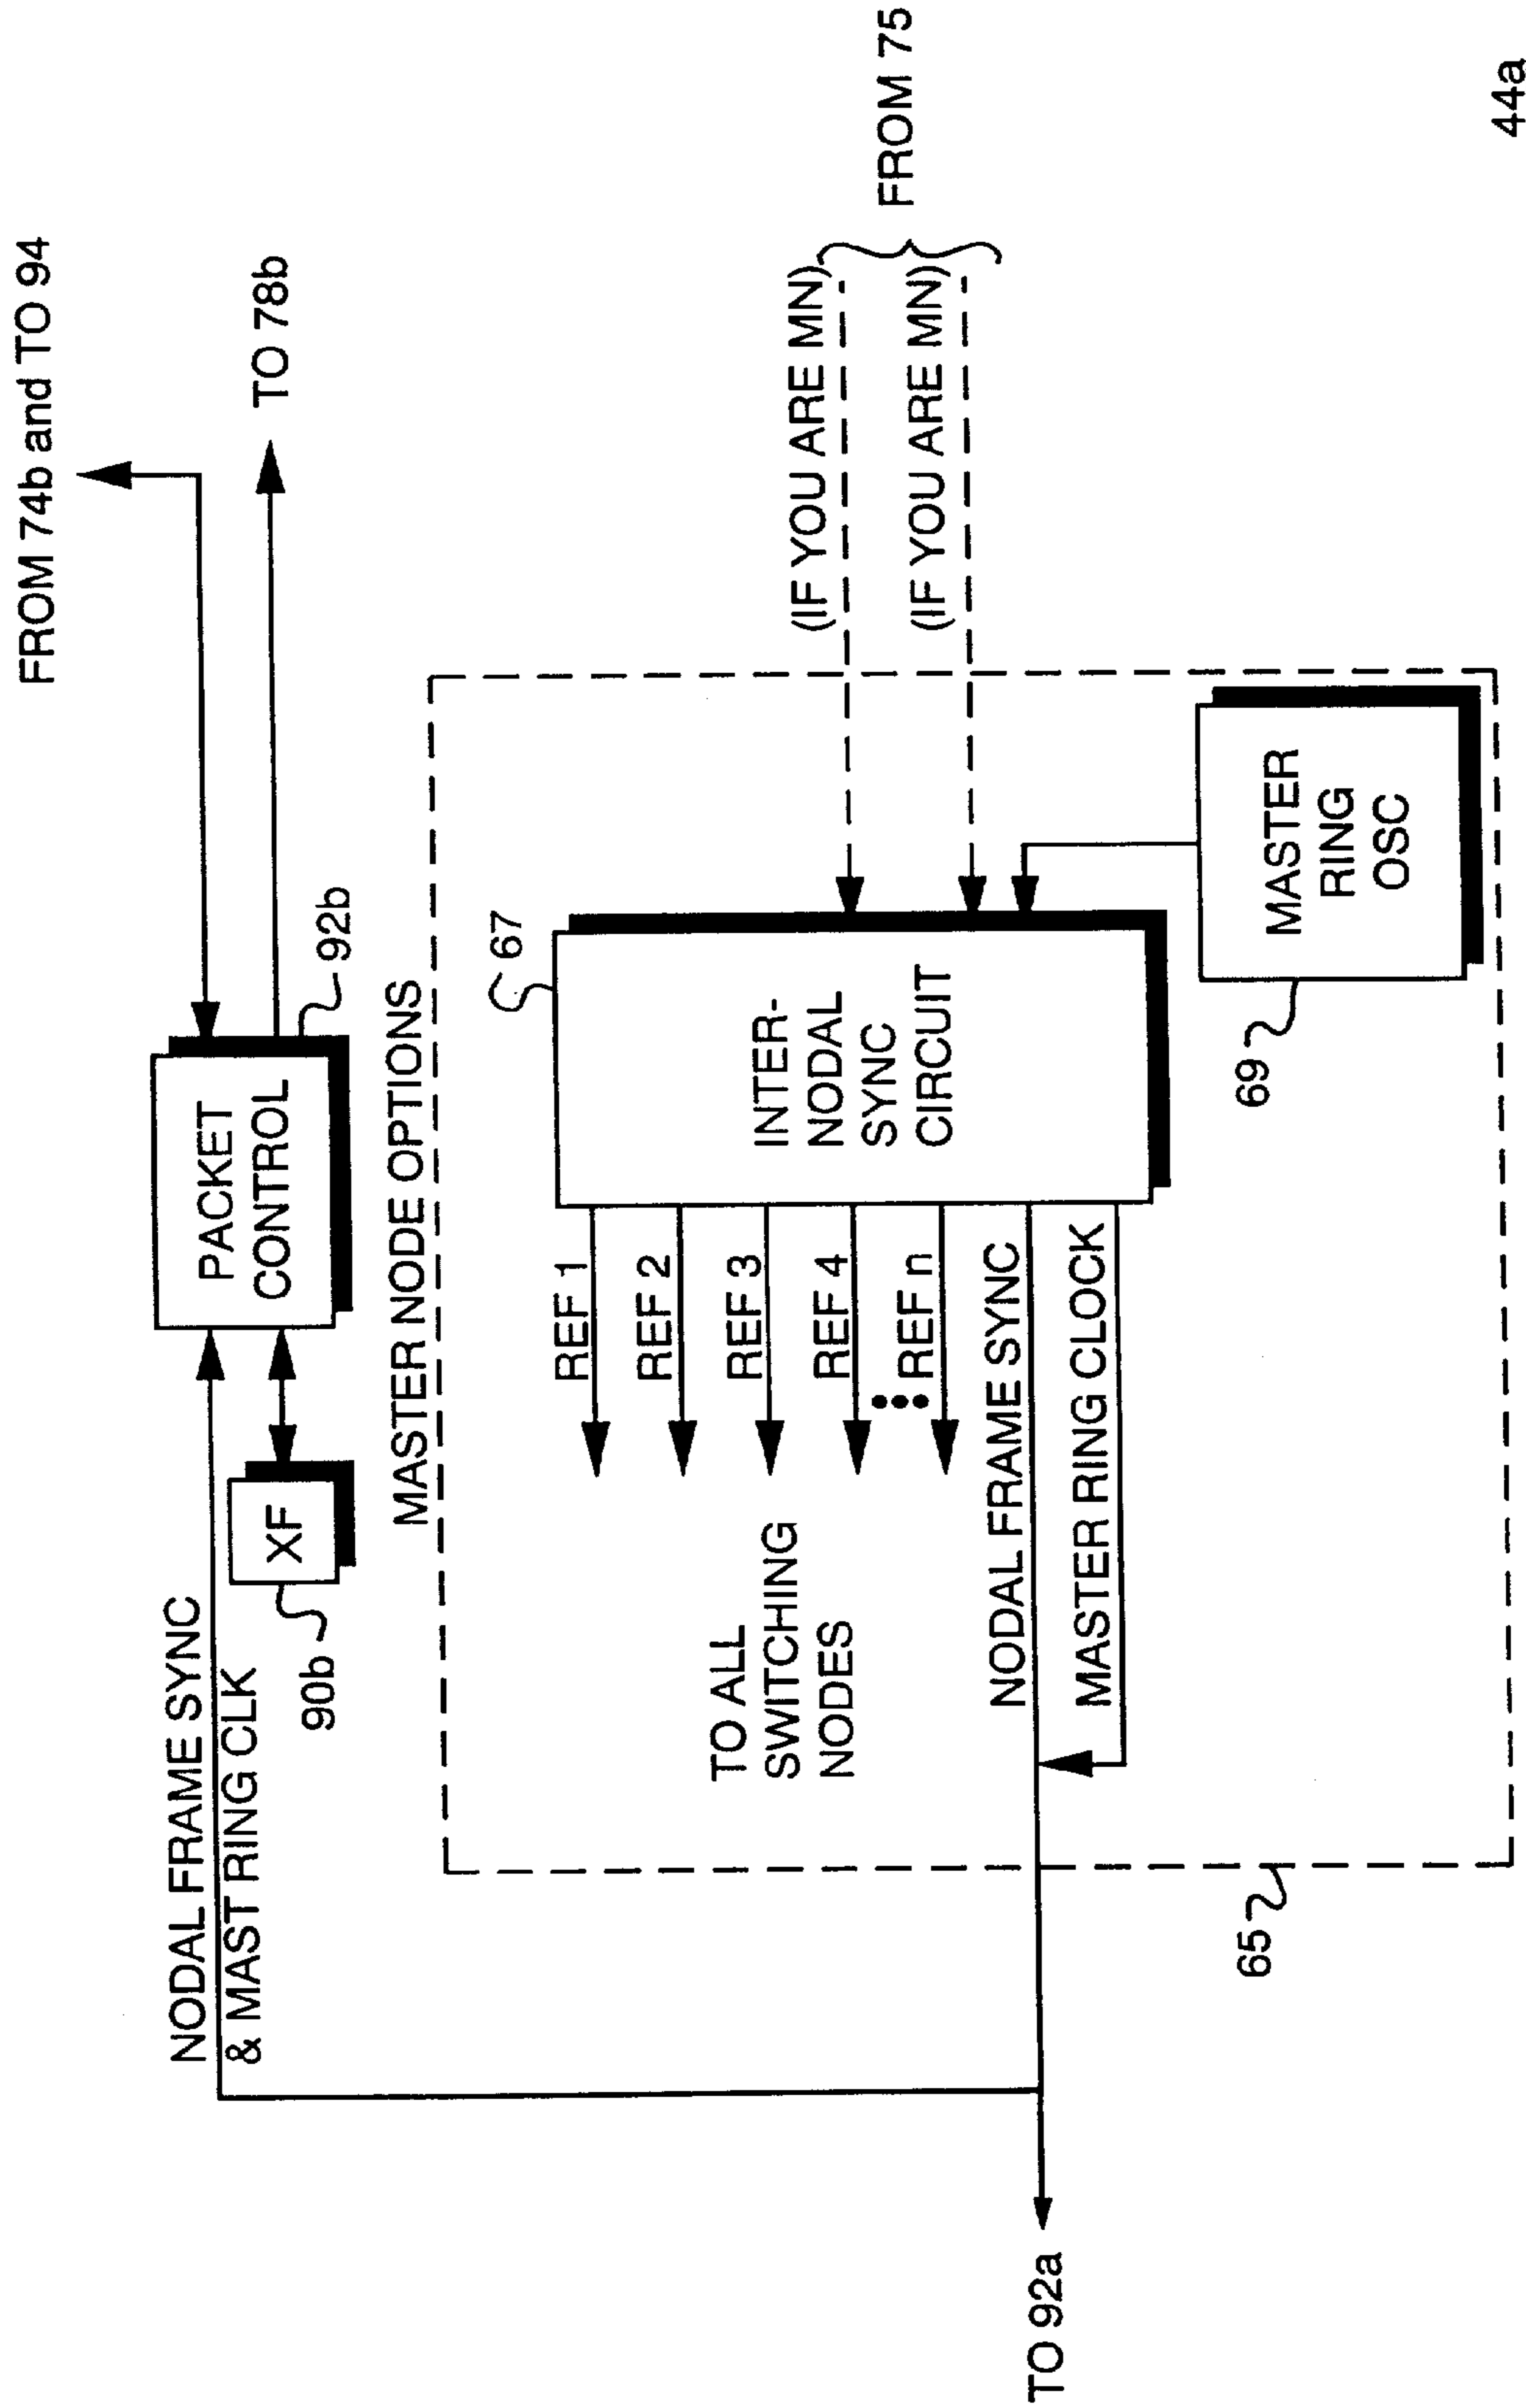 FROM 74b and TO 94
TO 78b
NODAL FRAME SYNC
& MAST RING CLK
PACKET
CONTROL
92b
XF
90b
MASTER NODE OPTIONS
67
INTER-
NODAL
SYNC
CIRCUIT
REF 1
REF 2
REF 3
REF 4
REF n
TO ALL
SWITCHING
NODES
NODAL FRAME SYNC
MASTER RING CLOCK
(IF YOU ARE MN)
(IF YOU ARE MN)
FROM 75
MASTER
RING
OSC
69
65
TO 92a
44a